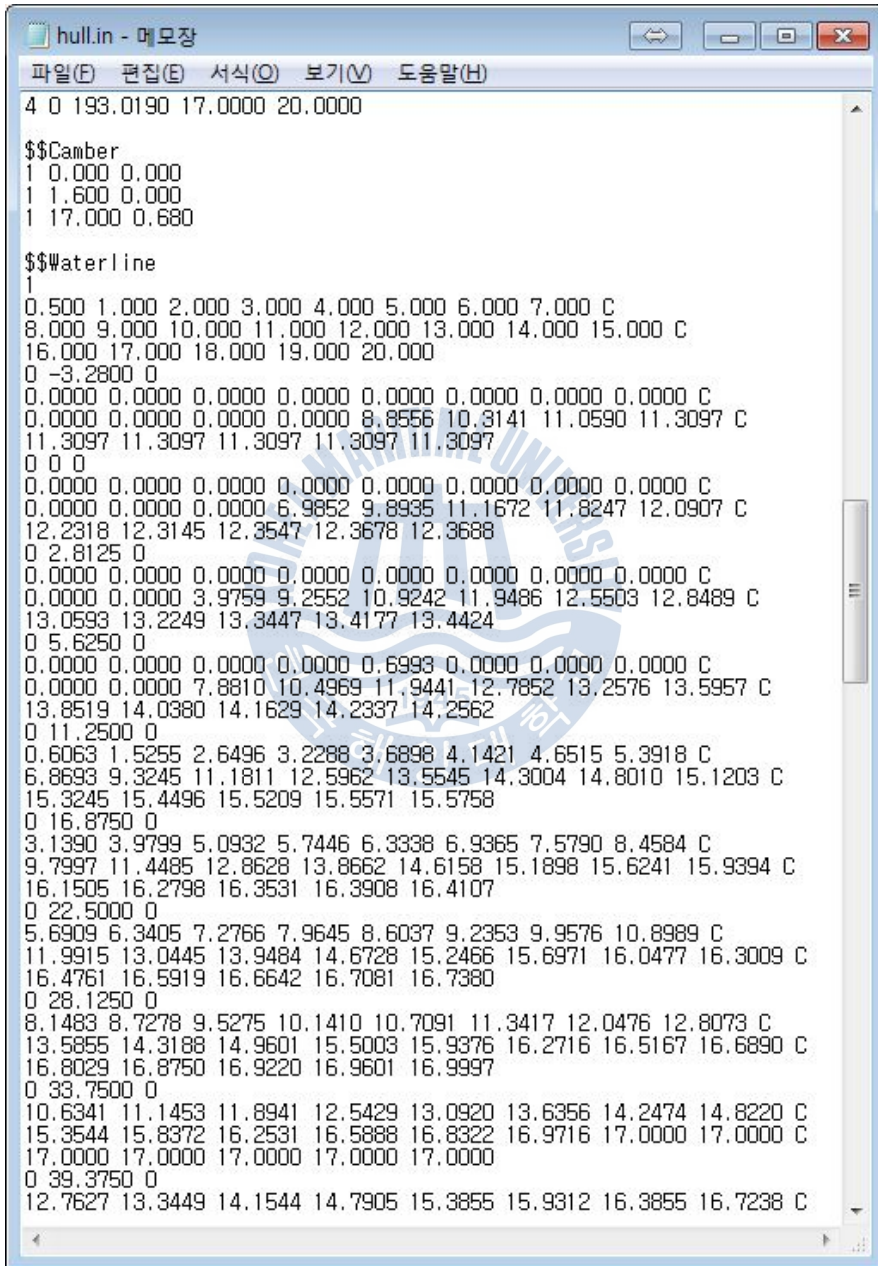 hull.in - 메모장
파일(F) 편집(E) 서식(O) 보기(V) 도움말(H)
4 0 193.0190 17.0000 20.0000
$$Camber
1 0.000 0.000
1 1.600 0.000
1 17.000 0.680
$$Waterline
1
0.500 1.000 2.000 3.000 4.000 5.000 6.000 7.000 C
8.000 9.000 10.000 11.000 12.000 13.000 14.000 15.000 C
16.000 17.000 18.000 19.000 20.000
0 -3.2800 0
0.0000 0.0000 0.0000 0.0000 0.0000 0.0000 0.0000 0.0000 C
0.0000 0.0000 0.0000 0.0000 8.8556 10.3141 11.0590 11.3097 C
11.3097 11.3097 11.3097 11.3097 11.3097
0 0 0
0.0000 0.0000 0.0000 0.0000 0.0000 0.0000 0.0000 0.0000 C
0.0000 0.0000 0.0000 6.9852 9.8935 11.1672 11.8247 12.0907 C
12.2318 12.3145 12.3547 12.3678 12.3688
0 2.8125 0
0.0000 0.0000 0.0000 0.0000 0.0000 0.0000 0.0000 0.0000 C
0.0000 0.0000 3.9759 9.2552 10.9242 11.9486 12.5503 12.8489 C
13.0593 13.2249 13.3447 13.4177 13.4424
0 5.6250 0
0.0000 0.0000 0.0000 0.0000 0.6993 0.0000 0.0000 0.0000 C
0.0000 0.0000 7.8810 10.4969 11.9441 12.7852 13.2576 13.5957 C
13.8519 14.0380 14.1629 14.2337 14.2562
0 11.2500 0
0.6063 1.5255 2.6496 3.2288 3.6898 4.1421 4.6515 5.3918 C
6.8693 9.3245 11.1811 12.5962 13.5545 14.3004 14.8010 15.1203 C
15.3245 15.4496 15.5209 15.5571 15.5758
0 16.8750 0
3.1390 3.9799 5.0932 5.7446 6.3338 6.9365 7.5790 8.4584 C
9.7997 11.4485 12.8628 13.8662 14.6158 15.1898 15.6241 15.9394 C
16.1505 16.2798 16.3531 16.3908 16.4107
0 22.5000 0
5.6909 6.3405 7.2766 7.9645 8.6037 9.2353 9.9576 10.8989 C
11.9915 13.0445 13.9484 14.6728 15.2466 15.6971 16.0477 16.3009 C
16.4761 16.5919 16.6642 16.7081 16.7380
0 28.1250 0
8.1483 8.7278 9.5275 10.1410 10.7091 11.3417 12.0476 12.8073 C
13.5855 14.3188 14.9601 15.5003 15.9376 16.2716 16.5167 16.6890 C
16.8029 16.8750 16.9220 16.9601 16.9997
0 33.7500 0
10.6341 11.1453 11.8941 12.5429 13.0920 13.6356 14.2474 14.8220 C
15.3544 15.8372 16.2531 16.5888 16.8322 16.9716 17.0000 17.0000 C
17.0000 17.0000 17.0000 17.0000 17.0000
0 39.3750 0
12.7627 13.3449 14.1544 14.7905 15.3855 15.9312 16.3855 16.7238 C